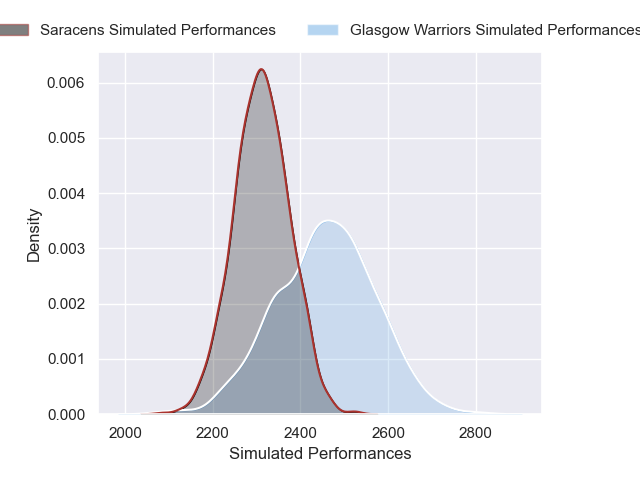 Saracens Simulated Performances
Glasgow Warriors Simulated Performances
0.006
0.005
0.004
0.003
0.002
0.001
0.000
Density
2000 2200 2400 2600 2800
Simulated Performances